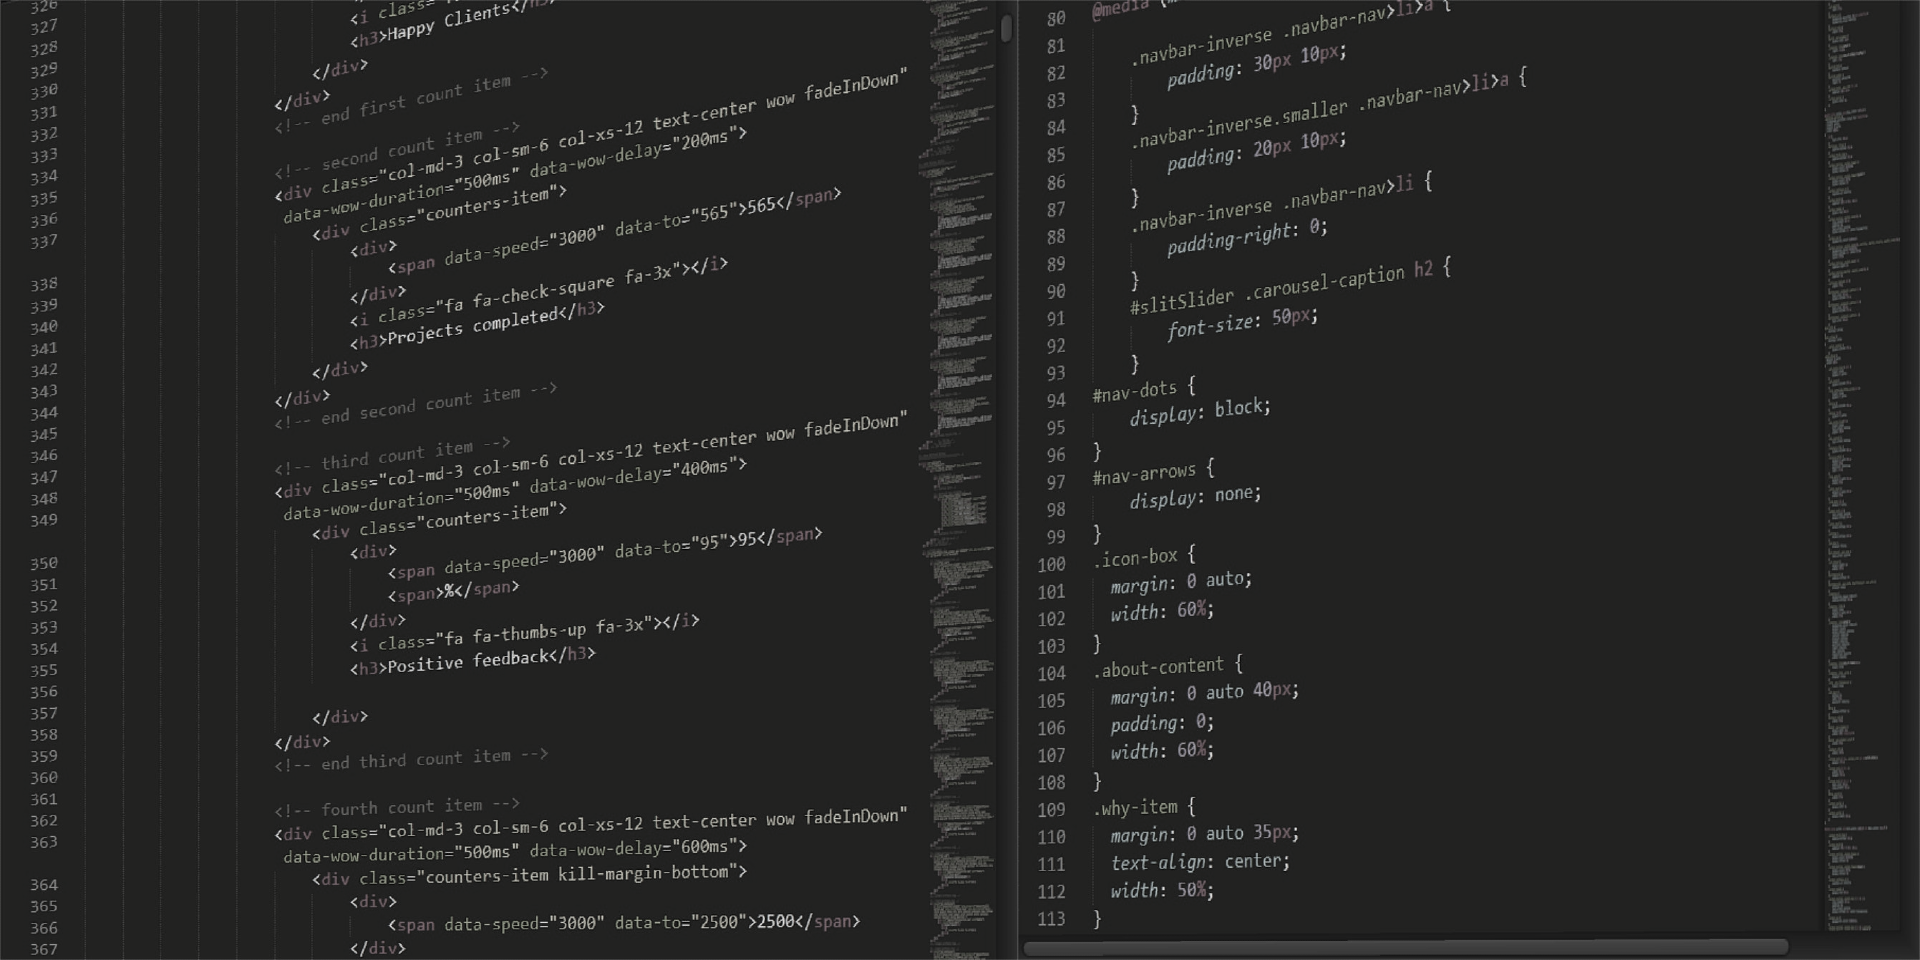 326
327
328
329
330
331
332
333
334
335
336
337
338
339
340
341
342
343
344
345
346
347
348
349
350
351
352
353
354
355
356
357
358
359
360
361
362
363
364
365
366
367
<i class=
<h3>Happy Clients</h3>
</div>
</div>
<!-- end first count item -->
<!-- second count item -->
<div class="col-md-3 col-sm-6 col-xs-12 text-center wow fadeInDown"
data-wow-duration="500ms" data-wow-delay="200ms">
<div class="counters-item">
<div>
<span data-speed="3000" data-to="565">565</span>
</div>
<i class="fa fa-check-square fa-3x"></i>
<h3>Projects completed</h3>
</div>
</div>
<!-- end second count item -->
<!-- third count item -->
<div class="col-md-3 col-sm-6 col-xs-12 text-center wow fadeInDown"
data-wow-duration="500ms" data-wow-delay="400ms">
<div class="counters-item">
<div>
<span data-speed="3000" data-to="95">95</span>
<span>%</span>
</div>
<i class="fa fa-thumbs-up fa-3x"></i>
<h3>Positive feedback</h3>
</div>
</div>
<!-- end third count item -->
<!-- fourth count item -->
<div class="col-md-3 col-sm-6 col-xs-12 text-center wow fadeInDown"
data-wow-duration="500ms" data-wow-delay="600ms">
<div class="counters-item kill-margin-bottom">
<div>
<span data-speed="3000" data-to="2500">2500</span>
</div>
80
81
82
83
84
85
86
87
88
89
90
91
92
93
94
95
96
97
98
99
100
101
102
103
104
105
106
107
108
109
110
111
112
113
@media
.navbar-inverse .navbar-nav>li>a {
padding: 30px 10px;
}
.navbar-inverse.smaller .navbar-nav>li>a {
padding: 20px 10px;
}
.navbar-inverse .navbar-nav>li {
padding-right: 0;
}
#slitSlider .carousel-caption h2 {
font-size: 50px;
}
#nav-dots {
display: block;
}
#nav-arrows {
display: none;
}
.icon-box {
margin: 0 auto;
width: 60%;
}
.about-content {
margin: 0 auto 40px;
padding: 0;
width: 60%;
}
.why-item {
margin: 0 auto 35px;
text-align: center;
width: 50%;
}